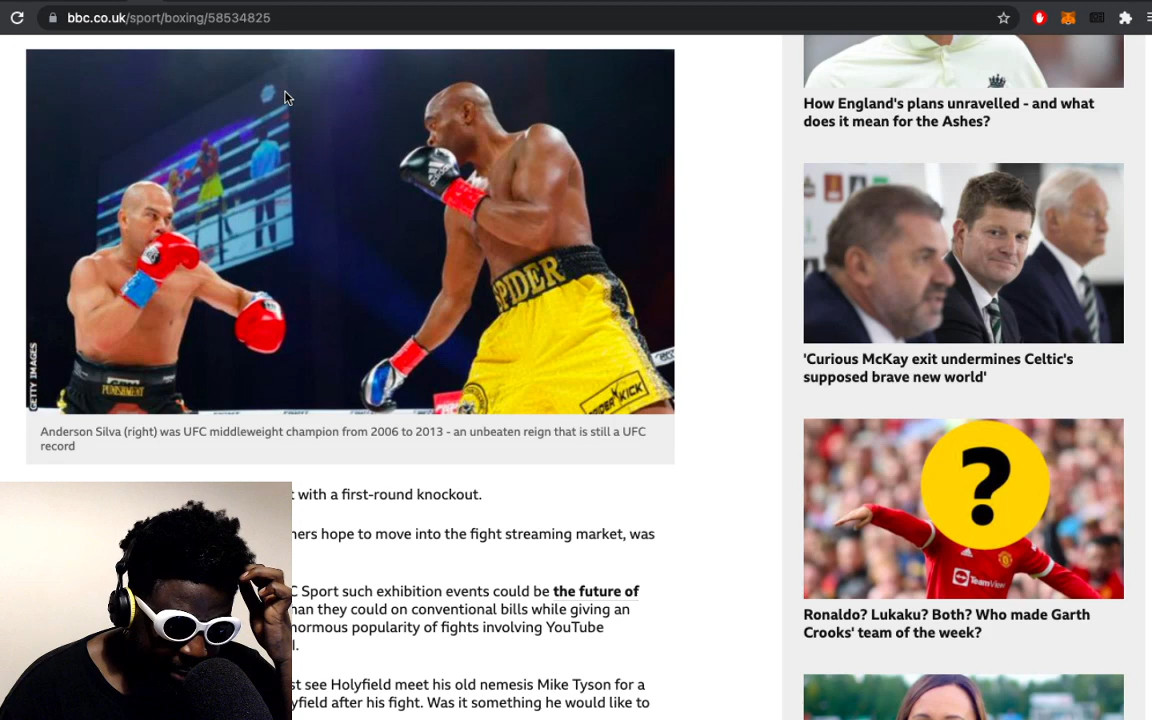 bbc.co.uk/sport/boxing/58534825
SPIDER
PUNISHMENT
SPIDER KICK
GETTY IMAGES
Anderson Silva (right) was UFC middleweight champion from 2006 to 2013 - an unbeaten reign that is still a UFC
record
with a first-round knockout.
hope to move into the fight streaming market, was
C Sport such exhibition events could be the future of
they could on conventional bills while giving an
popularity of fights involving YouTube
see Holyfield meet his old nemesis Mike Tyson for a
after his fight. Was it something he would like to
How England's plans unravelled - and what
does it mean for the Ashes?
'Curious McKay exit undermines Celtic's
supposed brave new world'
?
TeamViewer
Ronaldo? Lukaku? Both? Who made Garth
Crooks' team of the week?